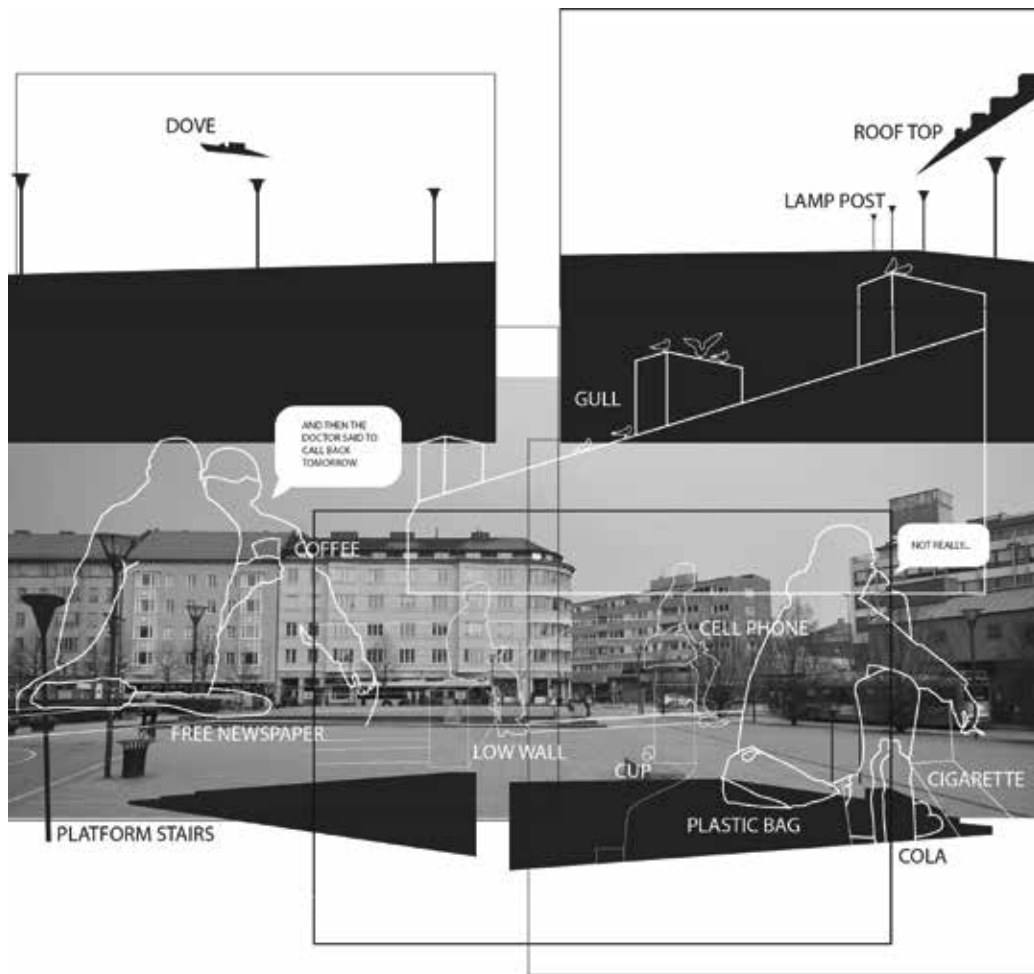 DOVE
ROOF TOP
LAMP POST
GULL
AND THEN THE
DOCTOR SAID TO
CALL BACK
TOMORROW.
NOT REALLY...
COFFEE
CELL PHONE
FREE NEWSPAPER
LOW WALL
CUP
CIGARETTE
PLASTIC BAG
PLATFORM STAIRS
COLA